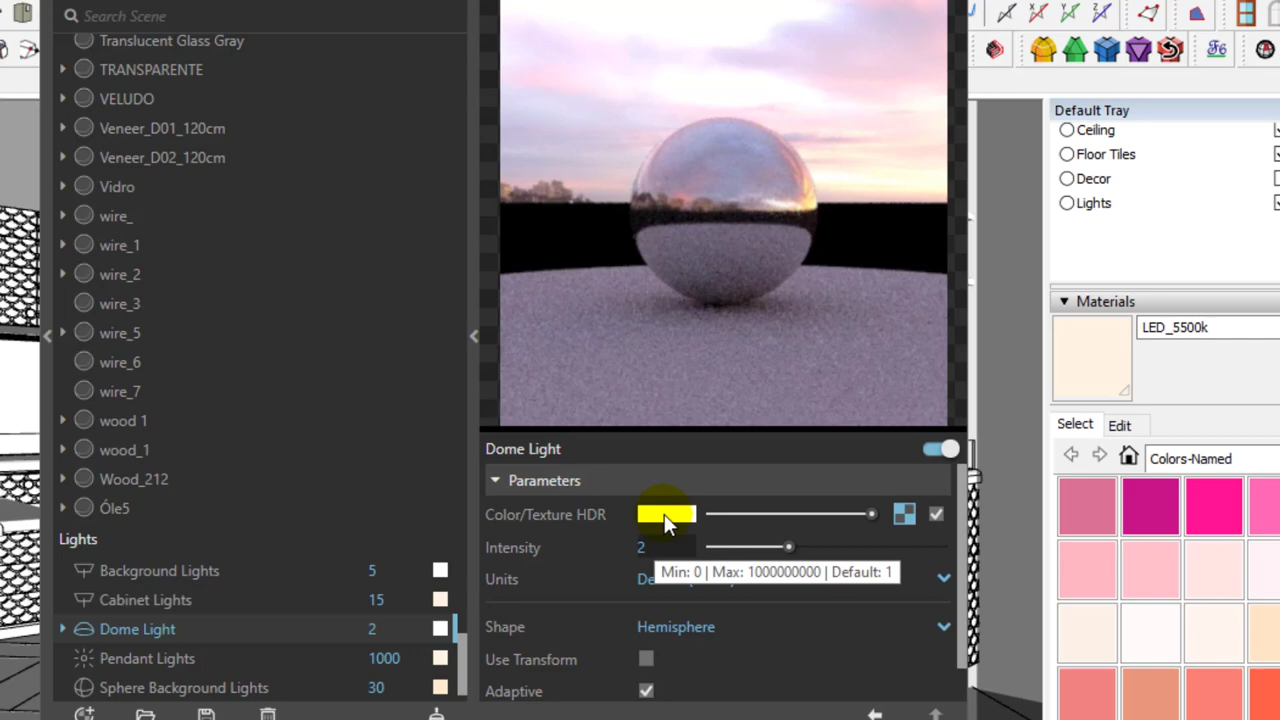 Search Scene
Translucent Glass Gray
TRANSPARENTE
VELUDO
Veneer_D01_120cm
Veneer_D02_120cm
Vidro
wire_
wire_1
wire_2
wire_3
wire_5
wire_6
wire_7
wood 1
wood_1
Wood_212
Óle5
Lights
Background Lights 5
Cabinet Lights 15
Dome Light 2
Pendant Lights 1000
Sphere Background Lights 30
Dome Light
Parameters
Color/Texture HDR
Intensity 2
Min: 0 | Max: 1000000000 | Default: 1
Units
Shape Hemisphere
Use Transform
Adaptive
X Y Z
F6
Default Tray
Ceiling
Floor Tiles
Decor
Lights
Materials
LED_5500k
Select Edit
Colors-Named